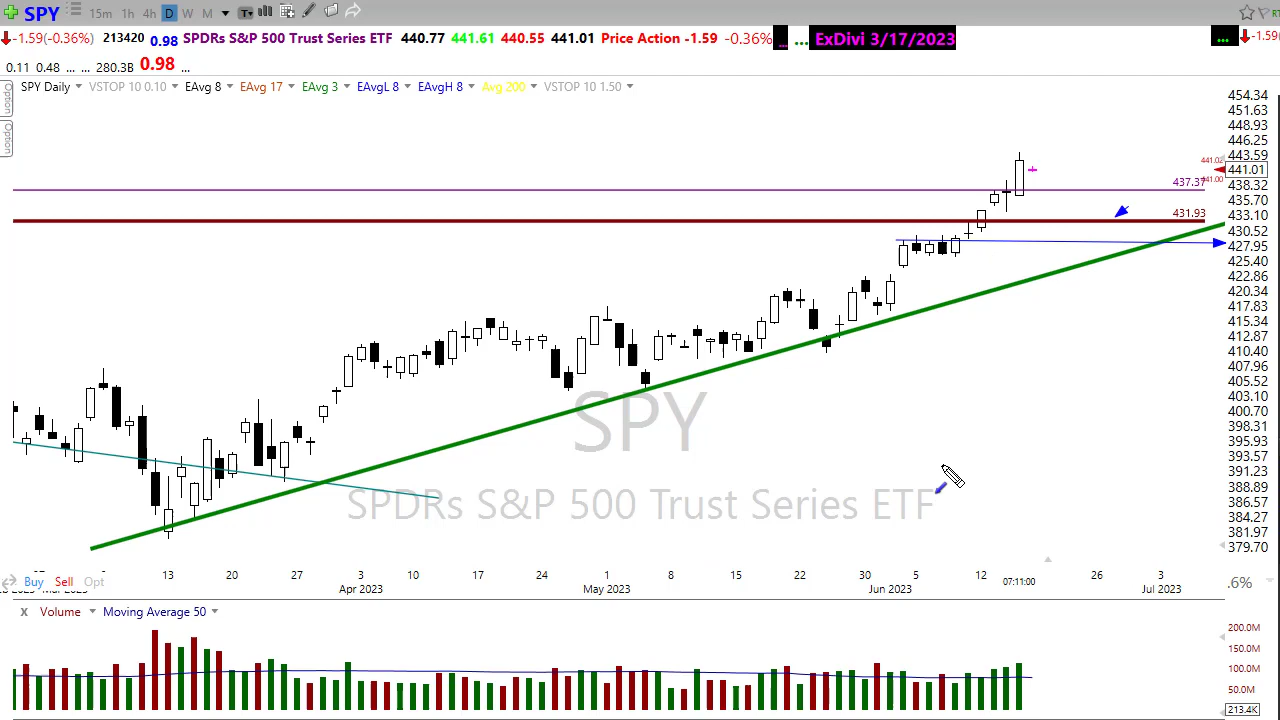 SPY 15m 1h 4h D W M
-1.59(-0.36%) 213420 0.98 SPDRS S&P 500 Trust Series ETF 440.77 441.61 440.55 441.01 Price Action -1.59 -0.36% ... ... ExDivi 3/17/2023 ... -1.59
0.11 0.48 ... ... 280.3B 0.98 ...
SPY Daily VSTOP 10 0.10 EAvg 8 EAvg 17 EAvg 3 EAvgL 8 EAvgH 8 Avg 200 VSTOP 10 1.50
Option
Option
454.34
451.63
448.93
446.25
443.59
441.02
441.01
441.00
437.37
438.32
435.70
431.93
433.10
430.52
427.95
425.40
422.86
420.34
417.83
415.34
412.87
410.40
407.96
405.52
403.10
400.70
398.31
395.93
393.57
391.23
388.89
386.57
384.27
381.97
379.70
SPY
SPDRs S&P 500 Trust Series ETF
13 20 27 3 10 17 24 1 8 15 22 30 5 12 26 3
Buy Sell Opt
07:11:00
.6%
Apr 2023 May 2023 Jun 2023 Jul 2023
X Volume Moving Average 50
200.0M
150.0M
100.0M
50.0M
213.4K